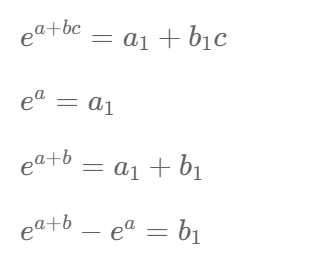 e^{a+bc} = a_1 + b_1c
e^a = a_1
e^{a+b} = a_1 + b_1
e^{a+b} − e^a = b_1